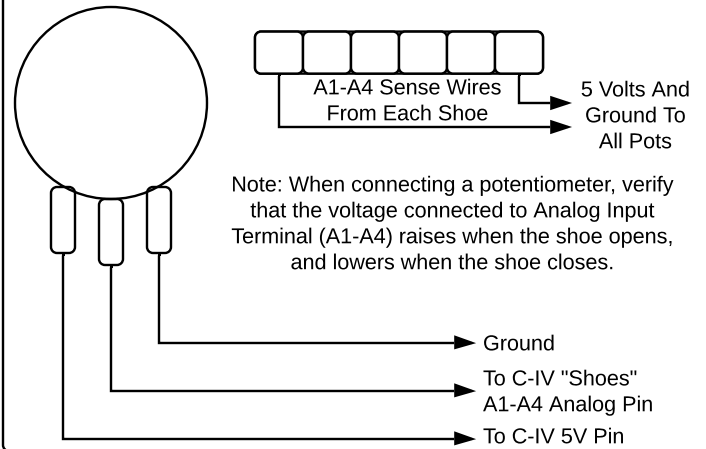 A1-A4 Sense Wires
From Each Shoe
5 Volts And
Ground To
All Pots
Note: When connecting a potentiometer, verify
that the voltage connected to Analog Input
Terminal (A1-A4) raises when the shoe opens,
and lowers when the shoe closes.
Ground
To C-IV "Shoes"
A1-A4 Analog Pin
To C-IV 5V Pin